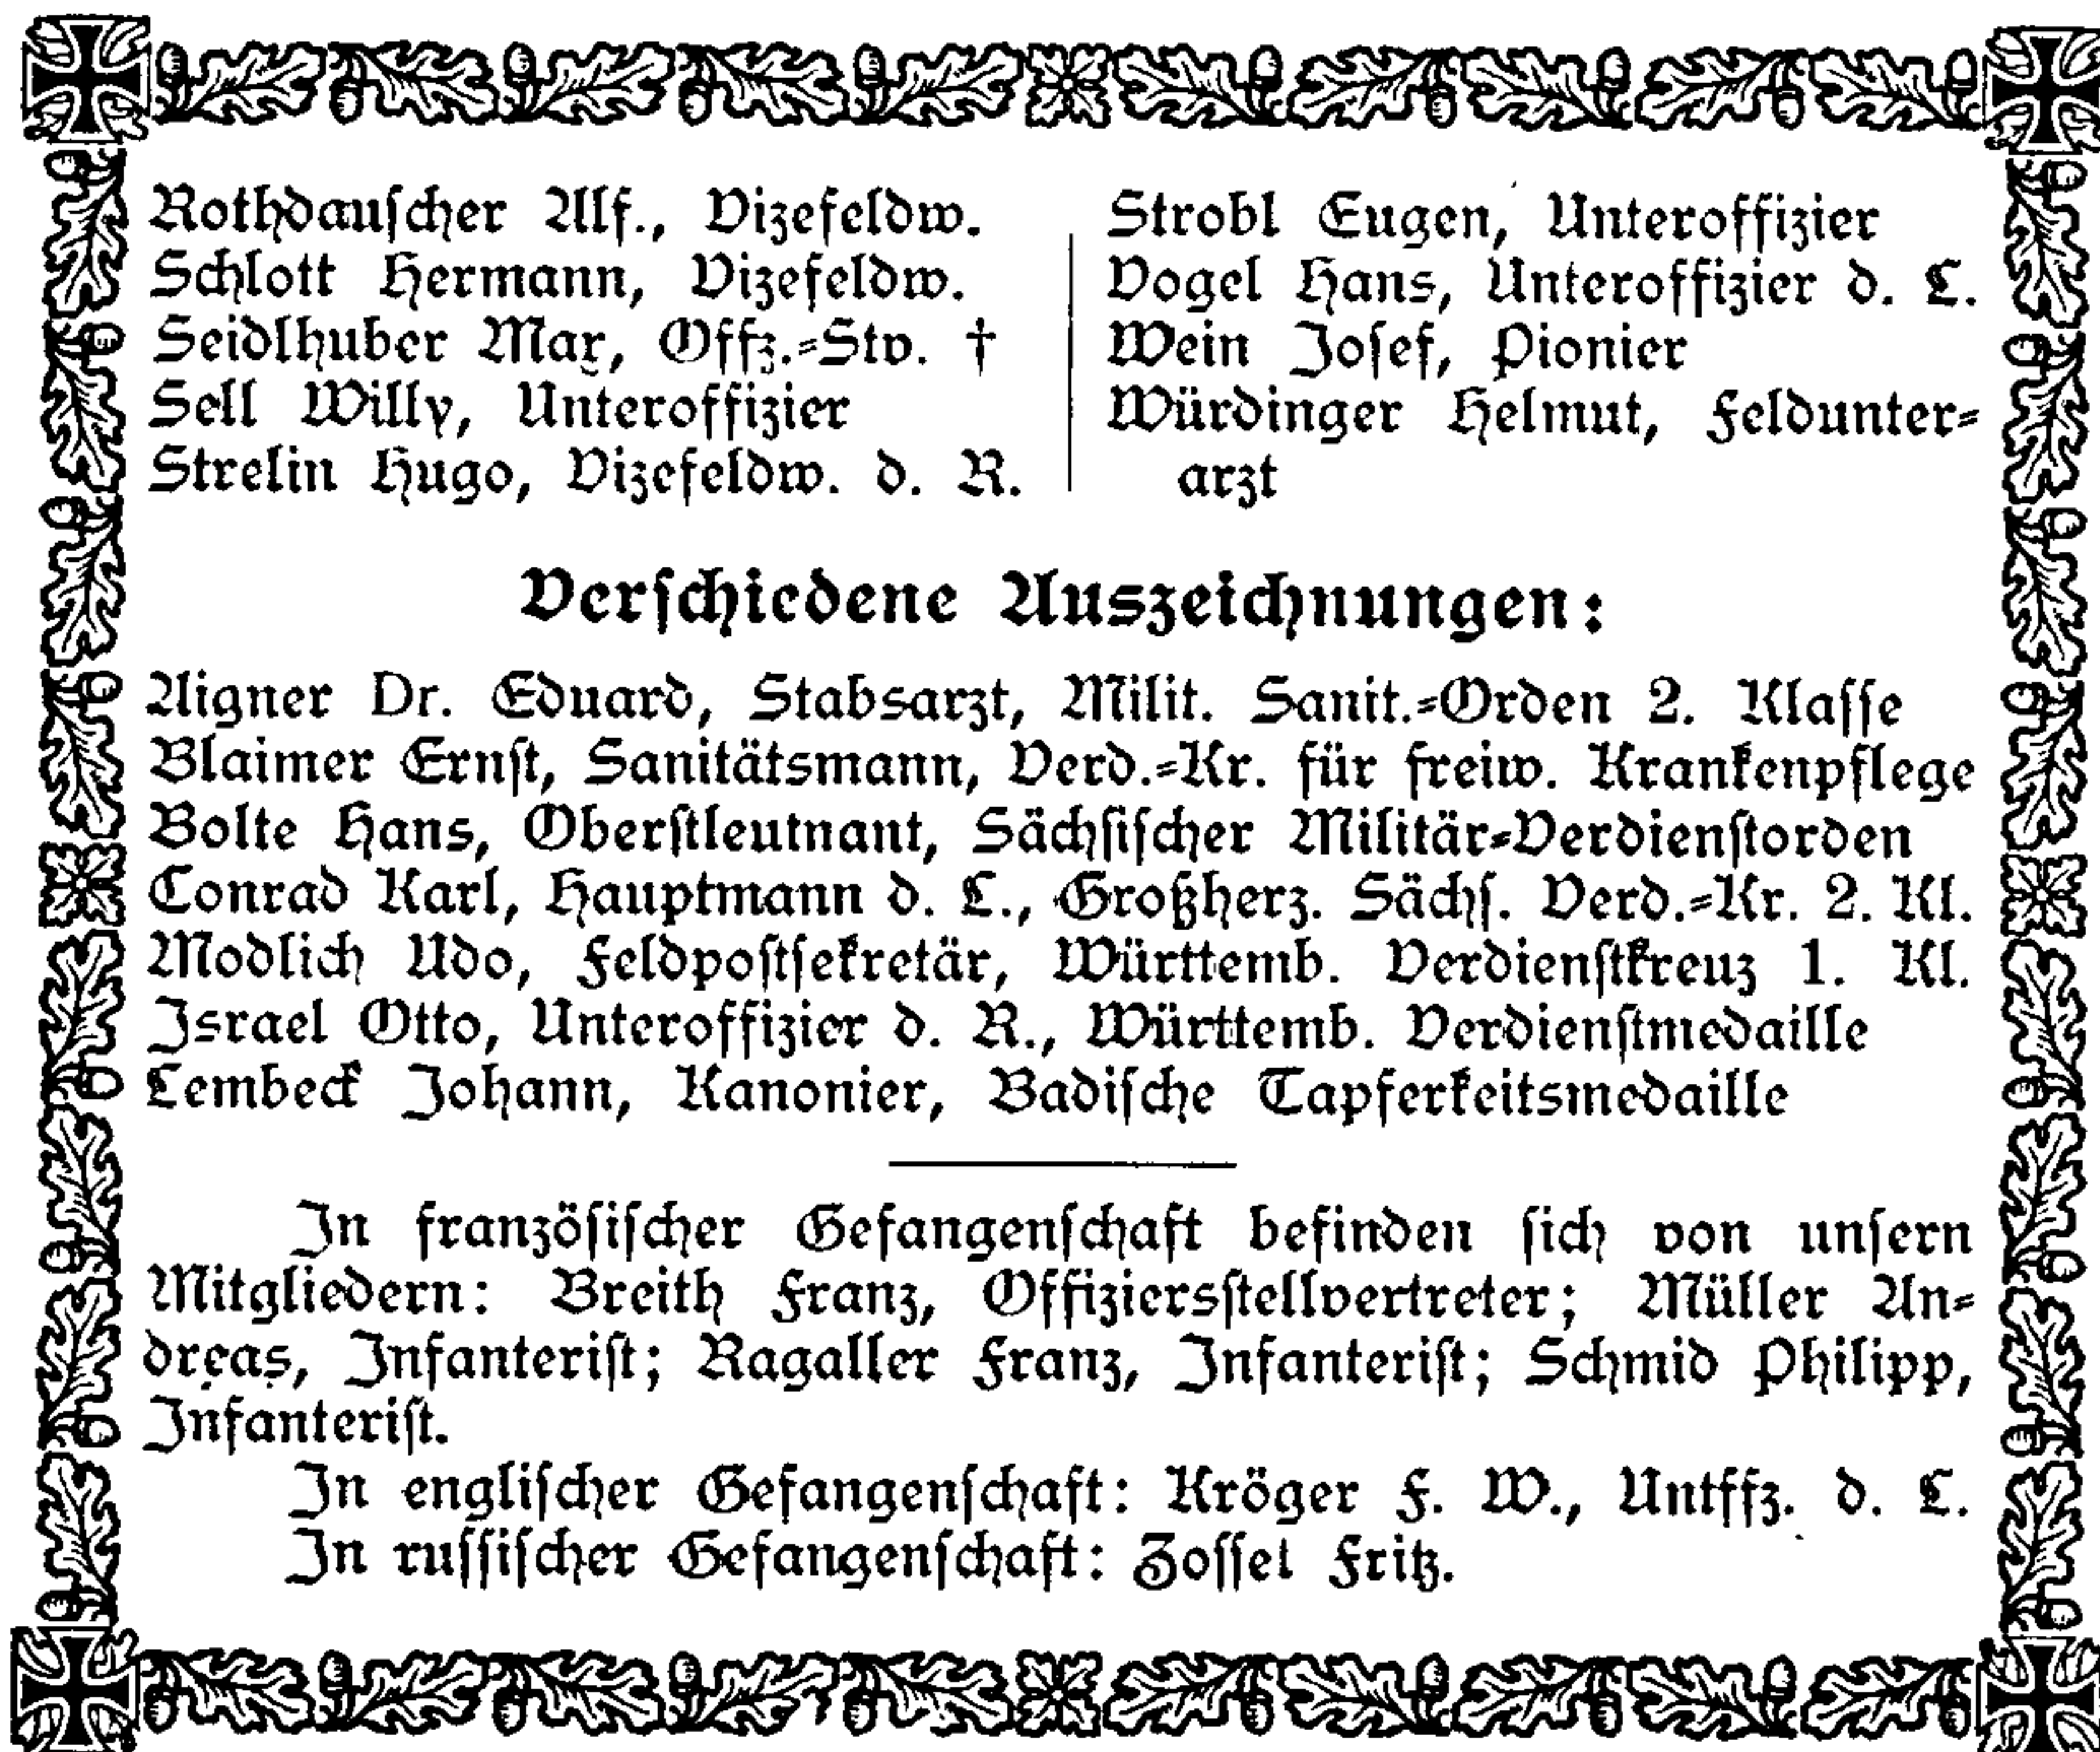 Rothdauscher Alf., Vizefeldw.
Schlott Hermann, Vizefeldw.
Seidlhuber Max, Offz.-Stv. †
Sell Willy, Unteroffizier
Strelin Hugo, Vizefeldw. d. R.
Strobl Eugen, Unteroffizier
Vogel Hans, Unteroffizier d. L.
Wein Josef, Pionier
Würdinger Helmut, Feldunter-
arzt
Verschiedene Auszeichnungen:
Aigner Dr. Eduard, Stabsarzt, Milit. Sanit.-Orden 2. Klasse
Blaimer Ernst, Sanitätsmann, Verd.-Kr. für freiw. Krankenpflege
Bolte Hans, Oberstleutnant, Sächsischer Militär-Verdienstorden
Conrad Karl, Hauptmann d. L., Großherz. Sächs. Verd.-Kr. 2. Kl.
Modlich Udo, Feldpostsekretär, Württemb. Verdienstkreuz 1. Kl.
Israel Otto, Unteroffizier d. R., Württemb. Verdienstmedaille
Lembeck Johann, Kanonier, Badische Tapferkeitsmedaille
In französischer Gefangenschaft befinden sich von unsern
Mitgliedern: Breith Franz, Offiziersstellvertreter; Müller An-
dreas, Infanterist; Ragaller Franz, Infanterist; Schmid Philipp,
Infanterist.
In englischer Gefangenschaft: Kröger F. W., Untffz. d. L.
In russischer Gefangenschaft: Zossel Fritz.